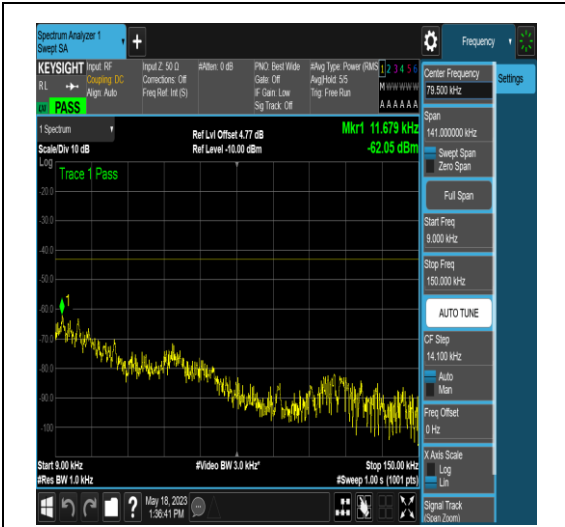 Spectrum Analyzer 1
Swept SA
+
Frequency
KEYSIGHT
RL
PASS
Input: RF
Coupling: DC
Align: Auto
Input Z: 50 Ω
Corrections: Off
Freq Ref: Int (S)
#Atten: 0 dB
PNO: Best Wide
Gate: Off
IF Gain: Low
Sig Track: Off
#Avg Type: Power (RMS
Avg|Hold: 5/5
Trig: Free Run
1 2 3 4 5 6
M w w w w w
A A A A A A
1 Spectrum
Scale/Div 10 dB
Ref Lvl Offset 4.77 dB
Ref Level -10.00 dBm
Mkr1 11.679 kHz
-62.05 dBm
Log
Trace 1 Pass
-20.0
-30.0
-40.0
-50.0
-60.0
-70.0
-80.0
-90.0
-100
1
Start 9.00 kHz
#Res BW 1.0 kHz
#Video BW 3.0 kHz*
Stop 150.00 kHz
#Sweep 1.00 s (1001 pts)
May 18, 2023
1:36:41 PM
?
Center Frequency
79.500 kHz
Settings
Span
141.000000 kHz
Swept Span
Zero Span
Full Span
Start Freq
9.000 kHz
Stop Freq
150.000 kHz
AUTO TUNE
CF Step
14.100 kHz
Auto
Man
Freq Offset
0 Hz
X Axis Scale
Log
Lin
Signal Track
(Span Zoom)